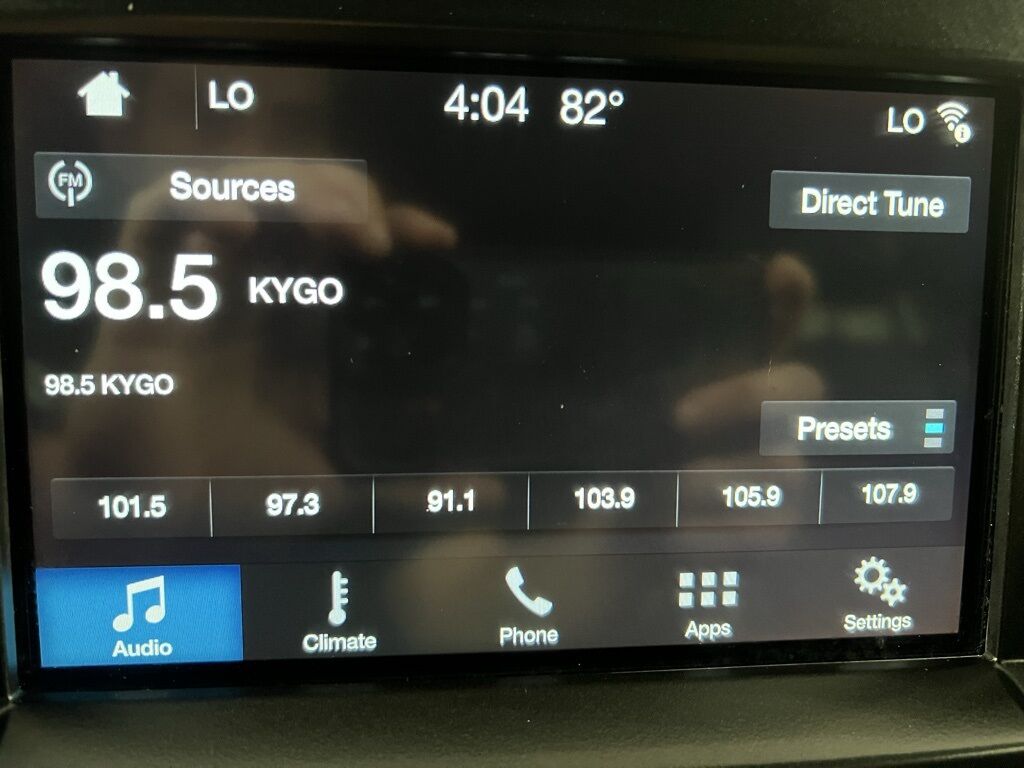 LO 4:04 82° LO
FM Sources
Direct Tune
98.5 KYGO
98.5 KYGO
Presets
101.5 97.3 91.1 103.9 105.9 107.9
Audio Climate Phone Apps Settings